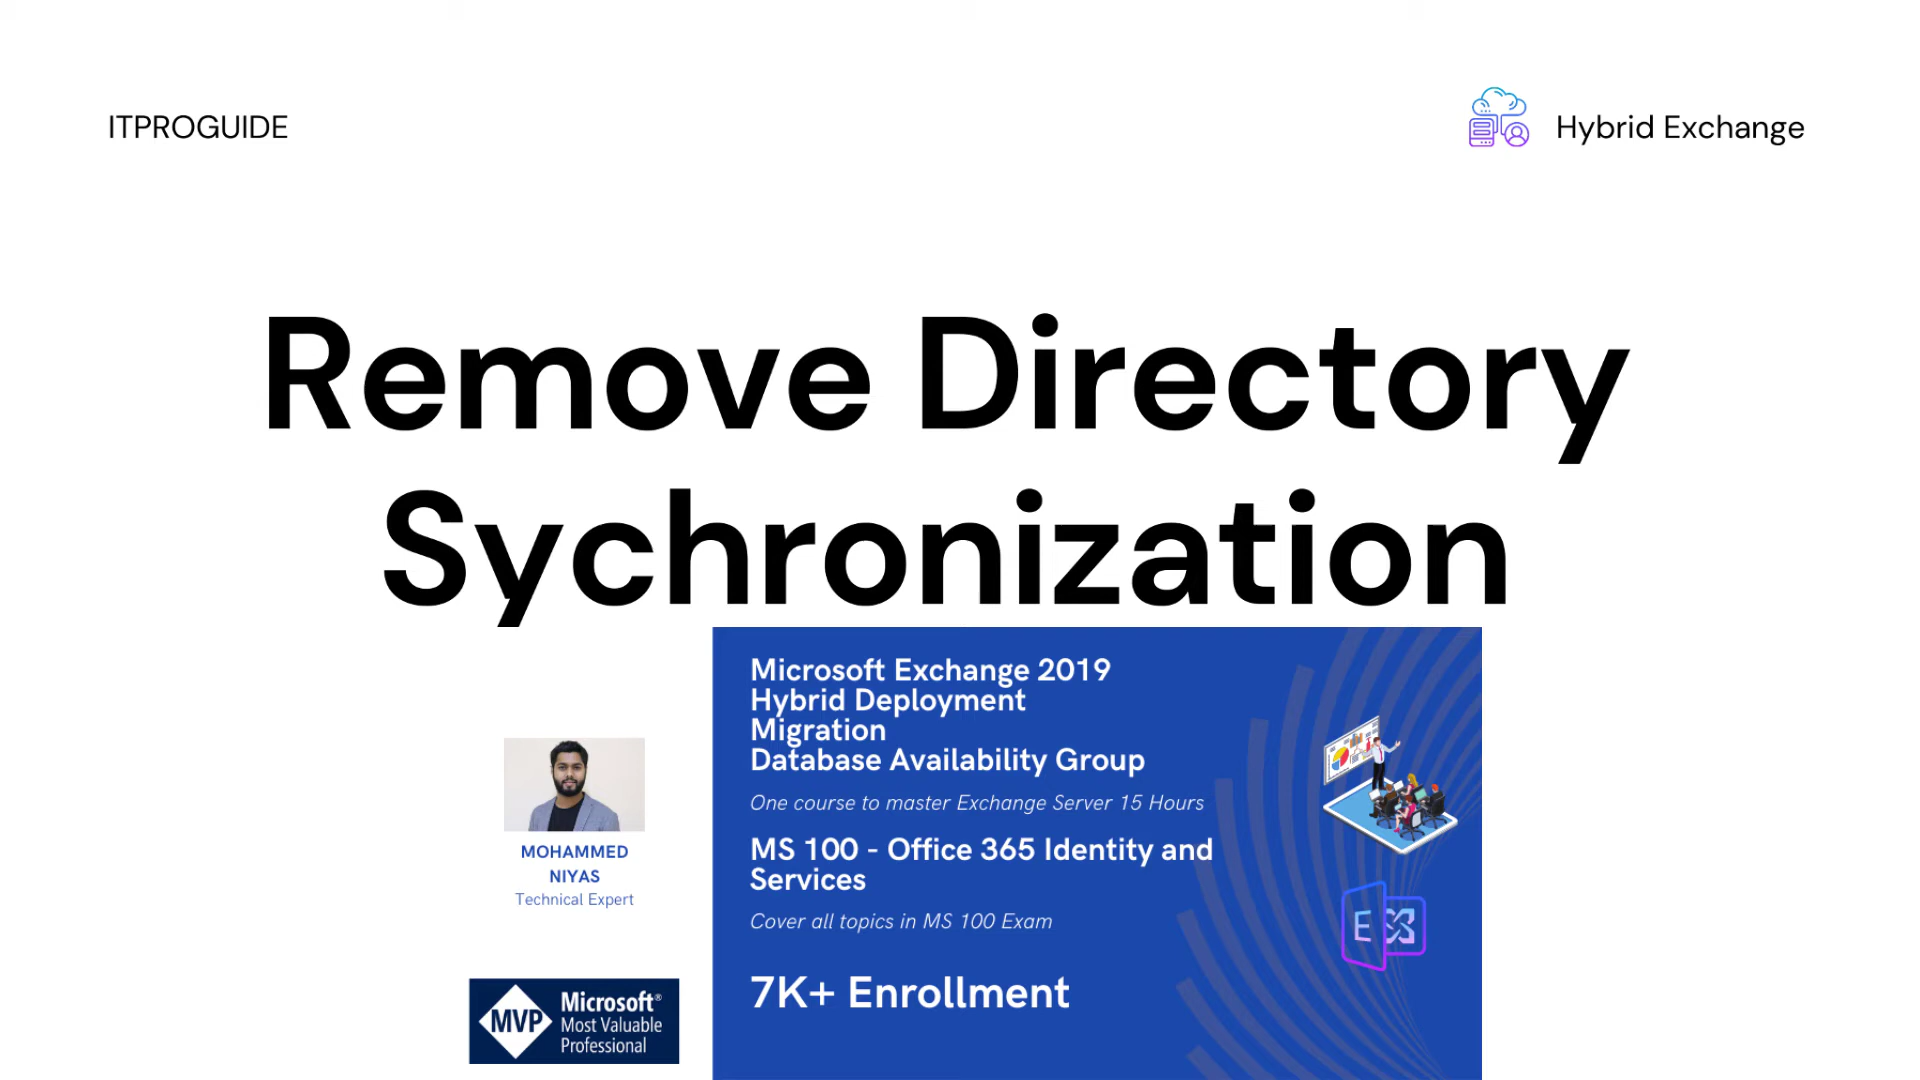 ITPROGUIDE
Hybrid Exchange
Remove Directory
Sychronization
Microsoft Exchange 2019
Hybrid Deployment
Migration
Database Availability Group
One course to master Exchange Server 15 Hours
MS 100 - Office 365 Identity and
Services
Cover all topics in MS 100 Exam
7K+ Enrollment
MOHAMMED
NIYAS
Technical Expert
MVP
Microsoft®
Most Valuable
Professional
E